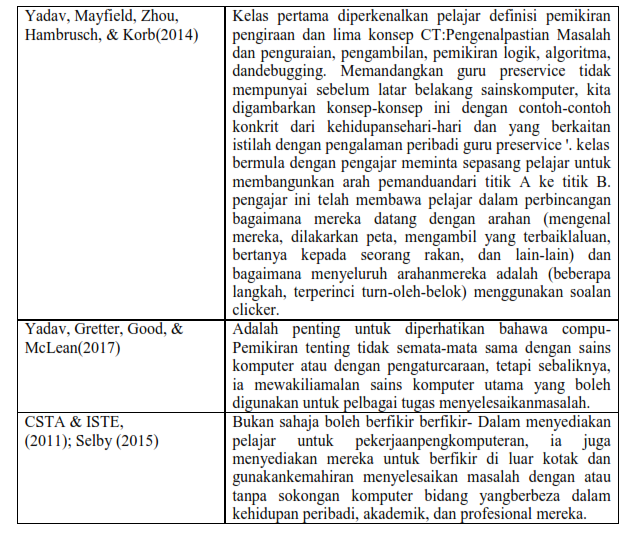 Yadav, Mayfield, Zhou,
Hambrusch, & Korb(2014)
Kelas pertama diperkenalkan pelajar definisi pemikiran
pengiraan dan lima konsep CT:Pengenalpastian Masalah
dan penguraian, pengambilan, pemikiran logik, algoritma,
dandebugging. Memandangkan guru preservice tidak
mempunyai sebelum latar belakang sainskomputer, kita
digambarkan konsep-konsep ini dengan contoh-contoh
konkrit dari kehidupansehari-hari dan yang berkaitan
istilah dengan pengalaman peribadi guru preservice '. kelas
bermula dengan pengajar meminta sepasang pelajar untuk
membangunkan arah pemanduandari titik A ke titik B.
pengajar ini telah membawa pelajar dalam perbincangan
bagaimana mereka datang dengan arahan (mengenal
mereka, dilakarkan peta, mengambil yang terbaiklaluan,
bertanya kepada seorang rakan, dan lain-lain) dan
bagaimana menyeluruh arahanmereka adalah (beberapa
langkah, terperinci turn-oleh-belok) menggunakan soalan
clicker.
Yadav, Gretter, Good, &
McLean(2017)
Adalah penting untuk diperhatikan bahawa compu-
Pemikiran tenting tidak semata-mata sama dengan sains
komputer atau dengan pengaturcaraan, tetapi sebaliknya,
ia mewakiliamalan sains komputer utama yang boleh
digunakan untuk pelbagai tugas menyelesaikanmasalah.
CSTA & ISTE,
(2011); Selby (2015)
Bukan sahaja boleh berfikir berfikir- Dalam menyediakan
pelajar untuk pekerjaanpengkomputeran, ia juga
menyediakan mereka untuk berfikir di luar kotak dan
gunakankemahiran menyelesaikan masalah dengan atau
tanpa sokongan komputer bidang yangberbeza dalam
kehidupan peribadi, akademik, dan profesional mereka.